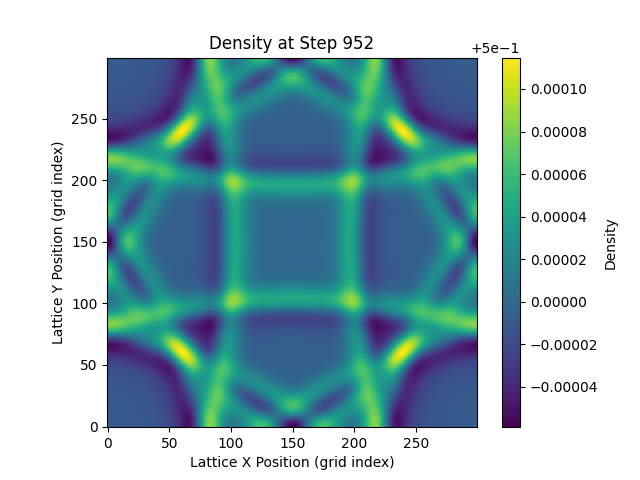 Density at Step 952
+5e−1
Lattice Y Position (grid index)
250
200
150
100
50
0
0 50 100 150 200 250
Lattice X Position (grid index)
0.00010
0.00008
0.00006
0.00004
0.00002
0.00000
−0.00002
−0.00004
Density